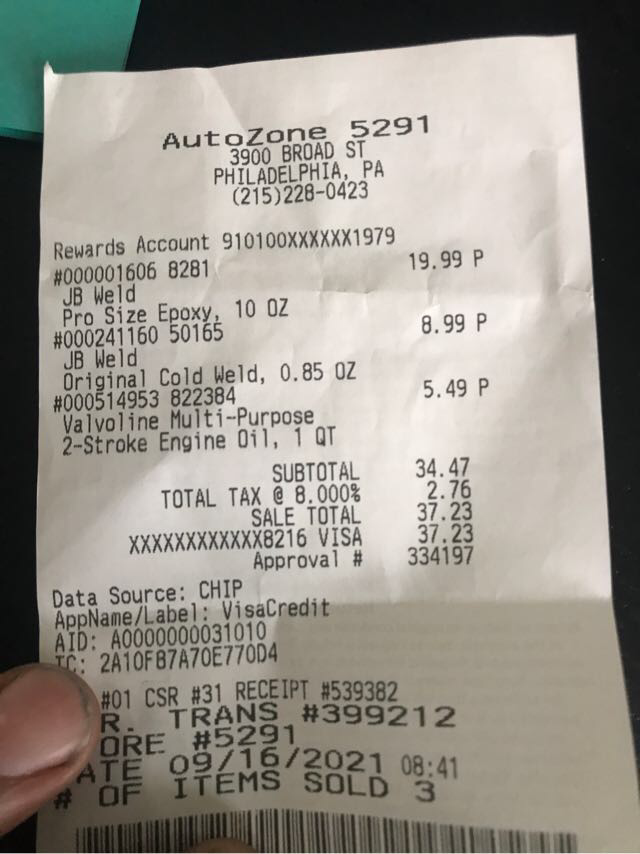 AutoZone 5291
3900 BROAD ST
PHILADELPHIA, PA
(215)228-0423
Rewards Account 910100XXXXXX1979
#000001606 8281 19.99 P
JB Weld
Pro Size Epoxy, 10 OZ
#000241160 50165 8.99 P
JB Weld
Original Cold Weld, 0.85 OZ
#000514953 822384 5.49 P
Valvoline Multi-Purpose
2-Stroke Engine Oil, 1 QT
SUBTOTAL 34.47
TOTAL TAX @ 8.000% 2.76
SALE TOTAL 37.23
XXXXXXXXXXXX8216 VISA 37.23
Approval # 334197
Data Source: CHIP
AppName/Label: VisaCredit
AID: A0000000031010
TC: 2A10F87A70E770D4
#01 CSR #31 RECEIPT #539382
R. TRANS #399212
ORE #5291
ATE 09/16/2021 08:41
# OF ITEMS SOLD 3